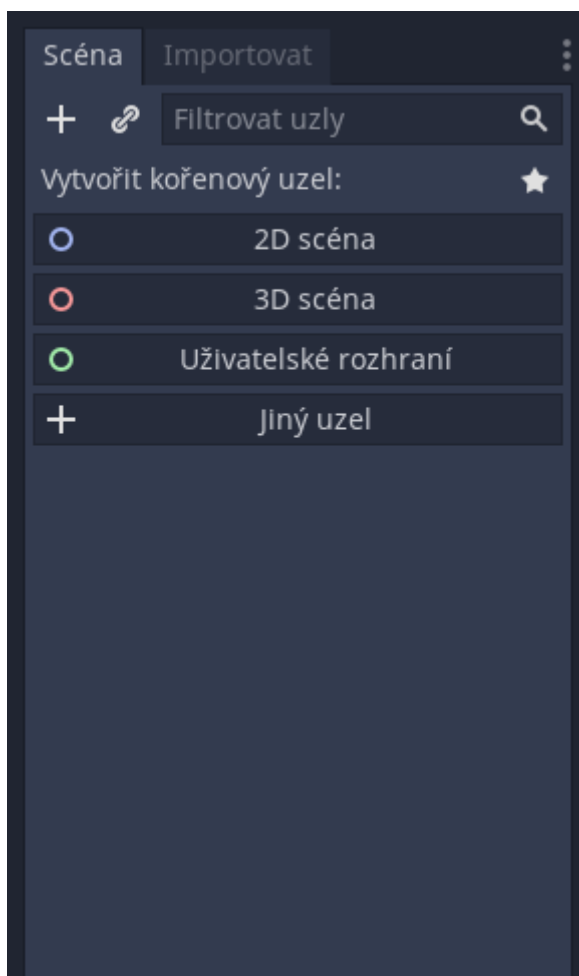 Scéna Importovat
Filtrovat uzly
Vytvořit kořenový uzel:
2D scéna
3D scéna
Uživatelské rozhraní
Jiný uzel